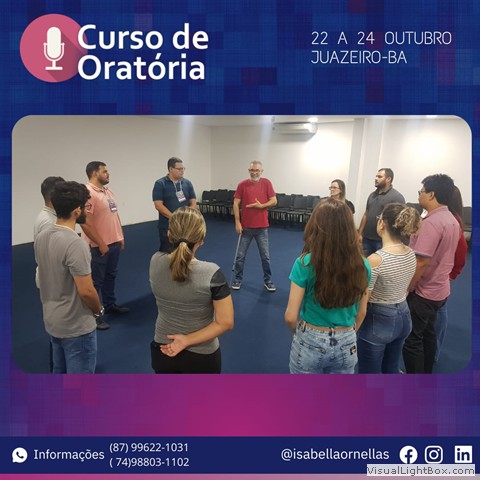 Curso de
Oratória
22 A 24 OUTUBRO
JUAZEIRO-BA
Informações
(87) 99622-1031
( 74)98803-1102
@isabellaornellas
VisualLightBox.com